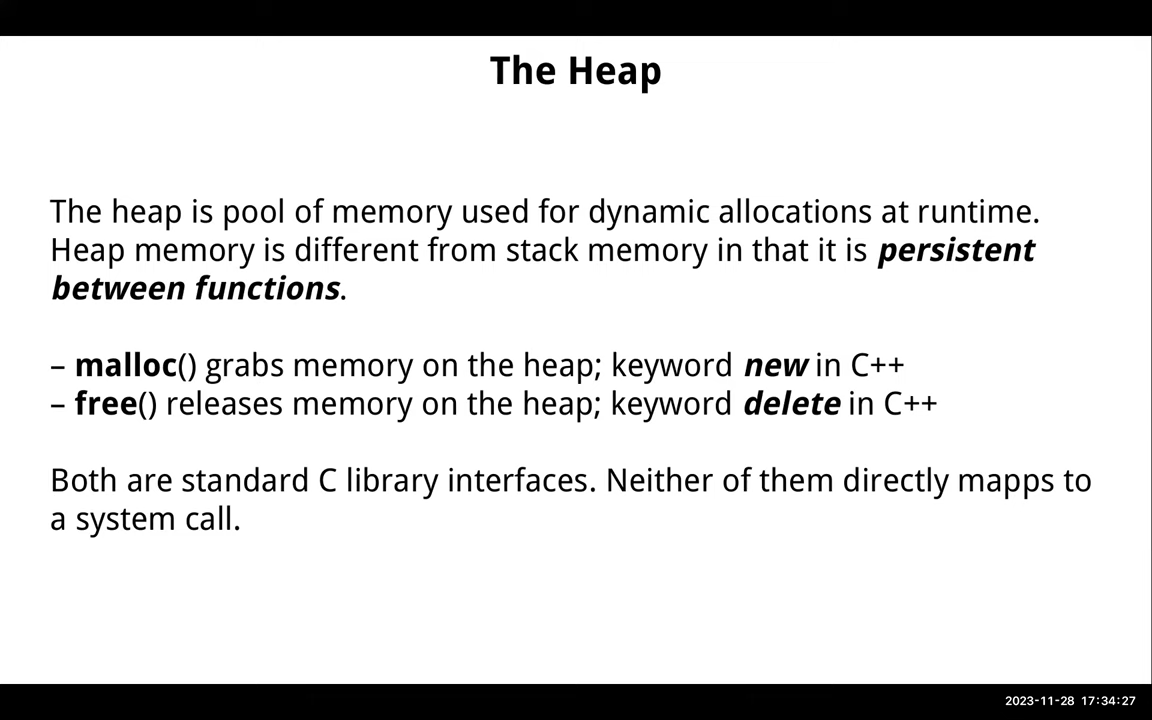 The Heap
The heap is pool of memory used for dynamic allocations at runtime.
Heap memory is different from stack memory in that it is persistent
between functions.
– malloc() grabs memory on the heap; keyword new in C++
– free() releases memory on the heap; keyword delete in C++
Both are standard C library interfaces. Neither of them directly mapps to
a system call.
2023-11-28 17:34:27